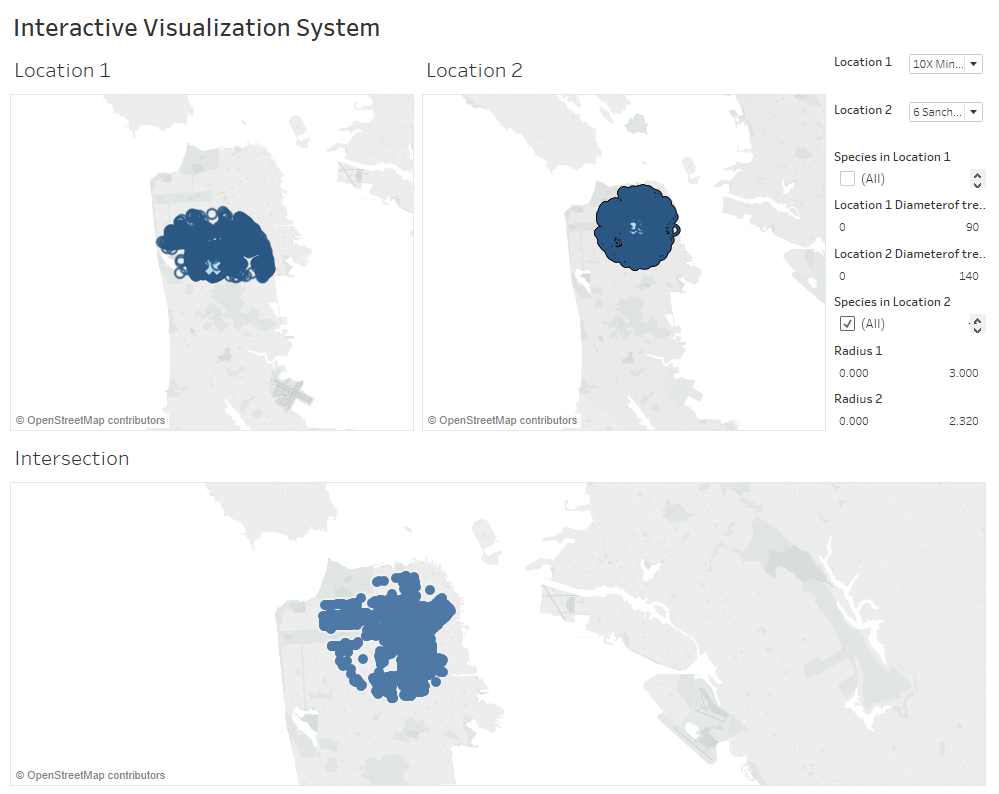 Interactive Visualization System
Location 1
Location 2
Location 1
10X Min...
Location 2
6 Sanch...
Species in Location 1
(All)
Location 1 Diameterof tre..
0 90
Location 2 Diameterof tre..
0 140
Species in Location 2
(All)
Radius 1
0.000 3.000
Radius 2
0.000 2.320
© OpenStreetMap contributors
© OpenStreetMap contributors
Intersection
© OpenStreetMap contributors